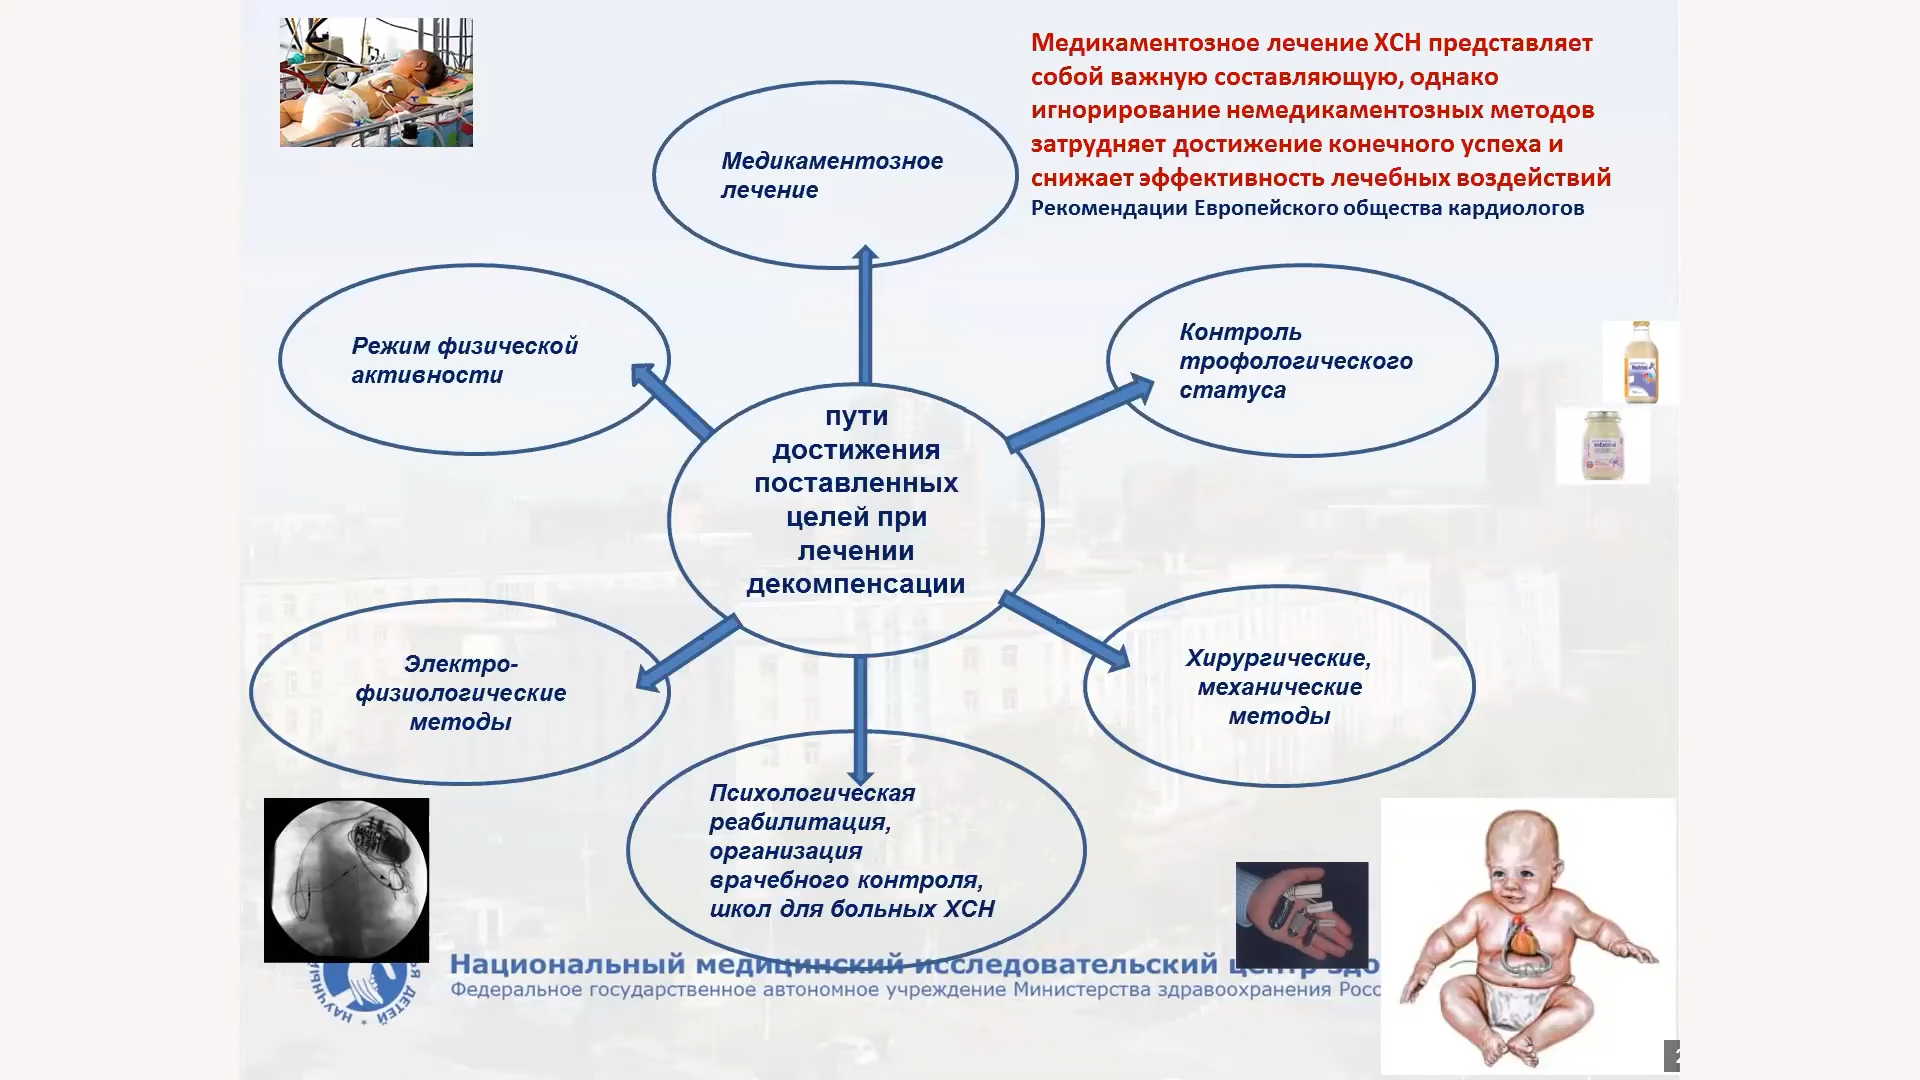 Медикаментозное лечение ХСН представляет
собой важную составляющую, однако
игнорирование немедикаментозных методов
затрудняет достижение конечного успеха и
снижает эффективность лечебных воздействий
Рекомендации Европейского общества кардиологов
Медикаментозное
лечение
Режим физической
активности
Контроль
трофологического
статуса
пути
достижения
поставленных
целей при
лечении
декомпенсации
Электро-
физиологические
методы
Хирургические,
механические
методы
Психологическая
реабилитация,
организация
врачебного контроля,
школ для больных ХСН
Национальный медицинский исследовательский центр
Федеральное государственное автономное учреждение Министерства здравоохранения
ДЕТЕЙ